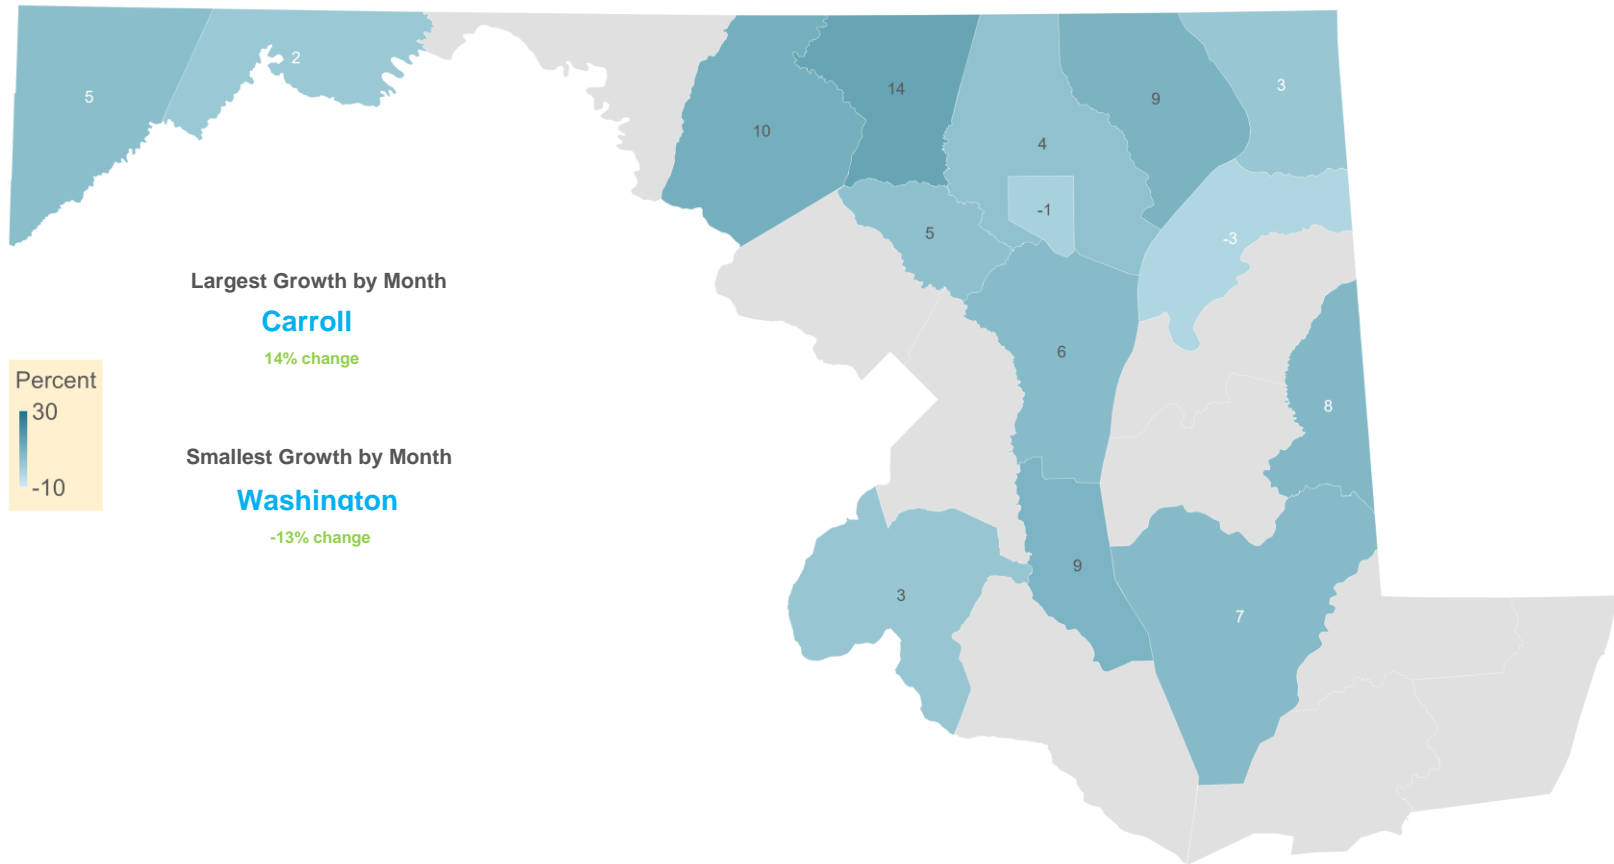 5
2
10
14
4
9
3
-1
5
-3
Largest Growth by Month
Carroll
14% change
6
8
Percent
30
-10
Smallest Growth by Month
Washington
-13% change
9
3
7